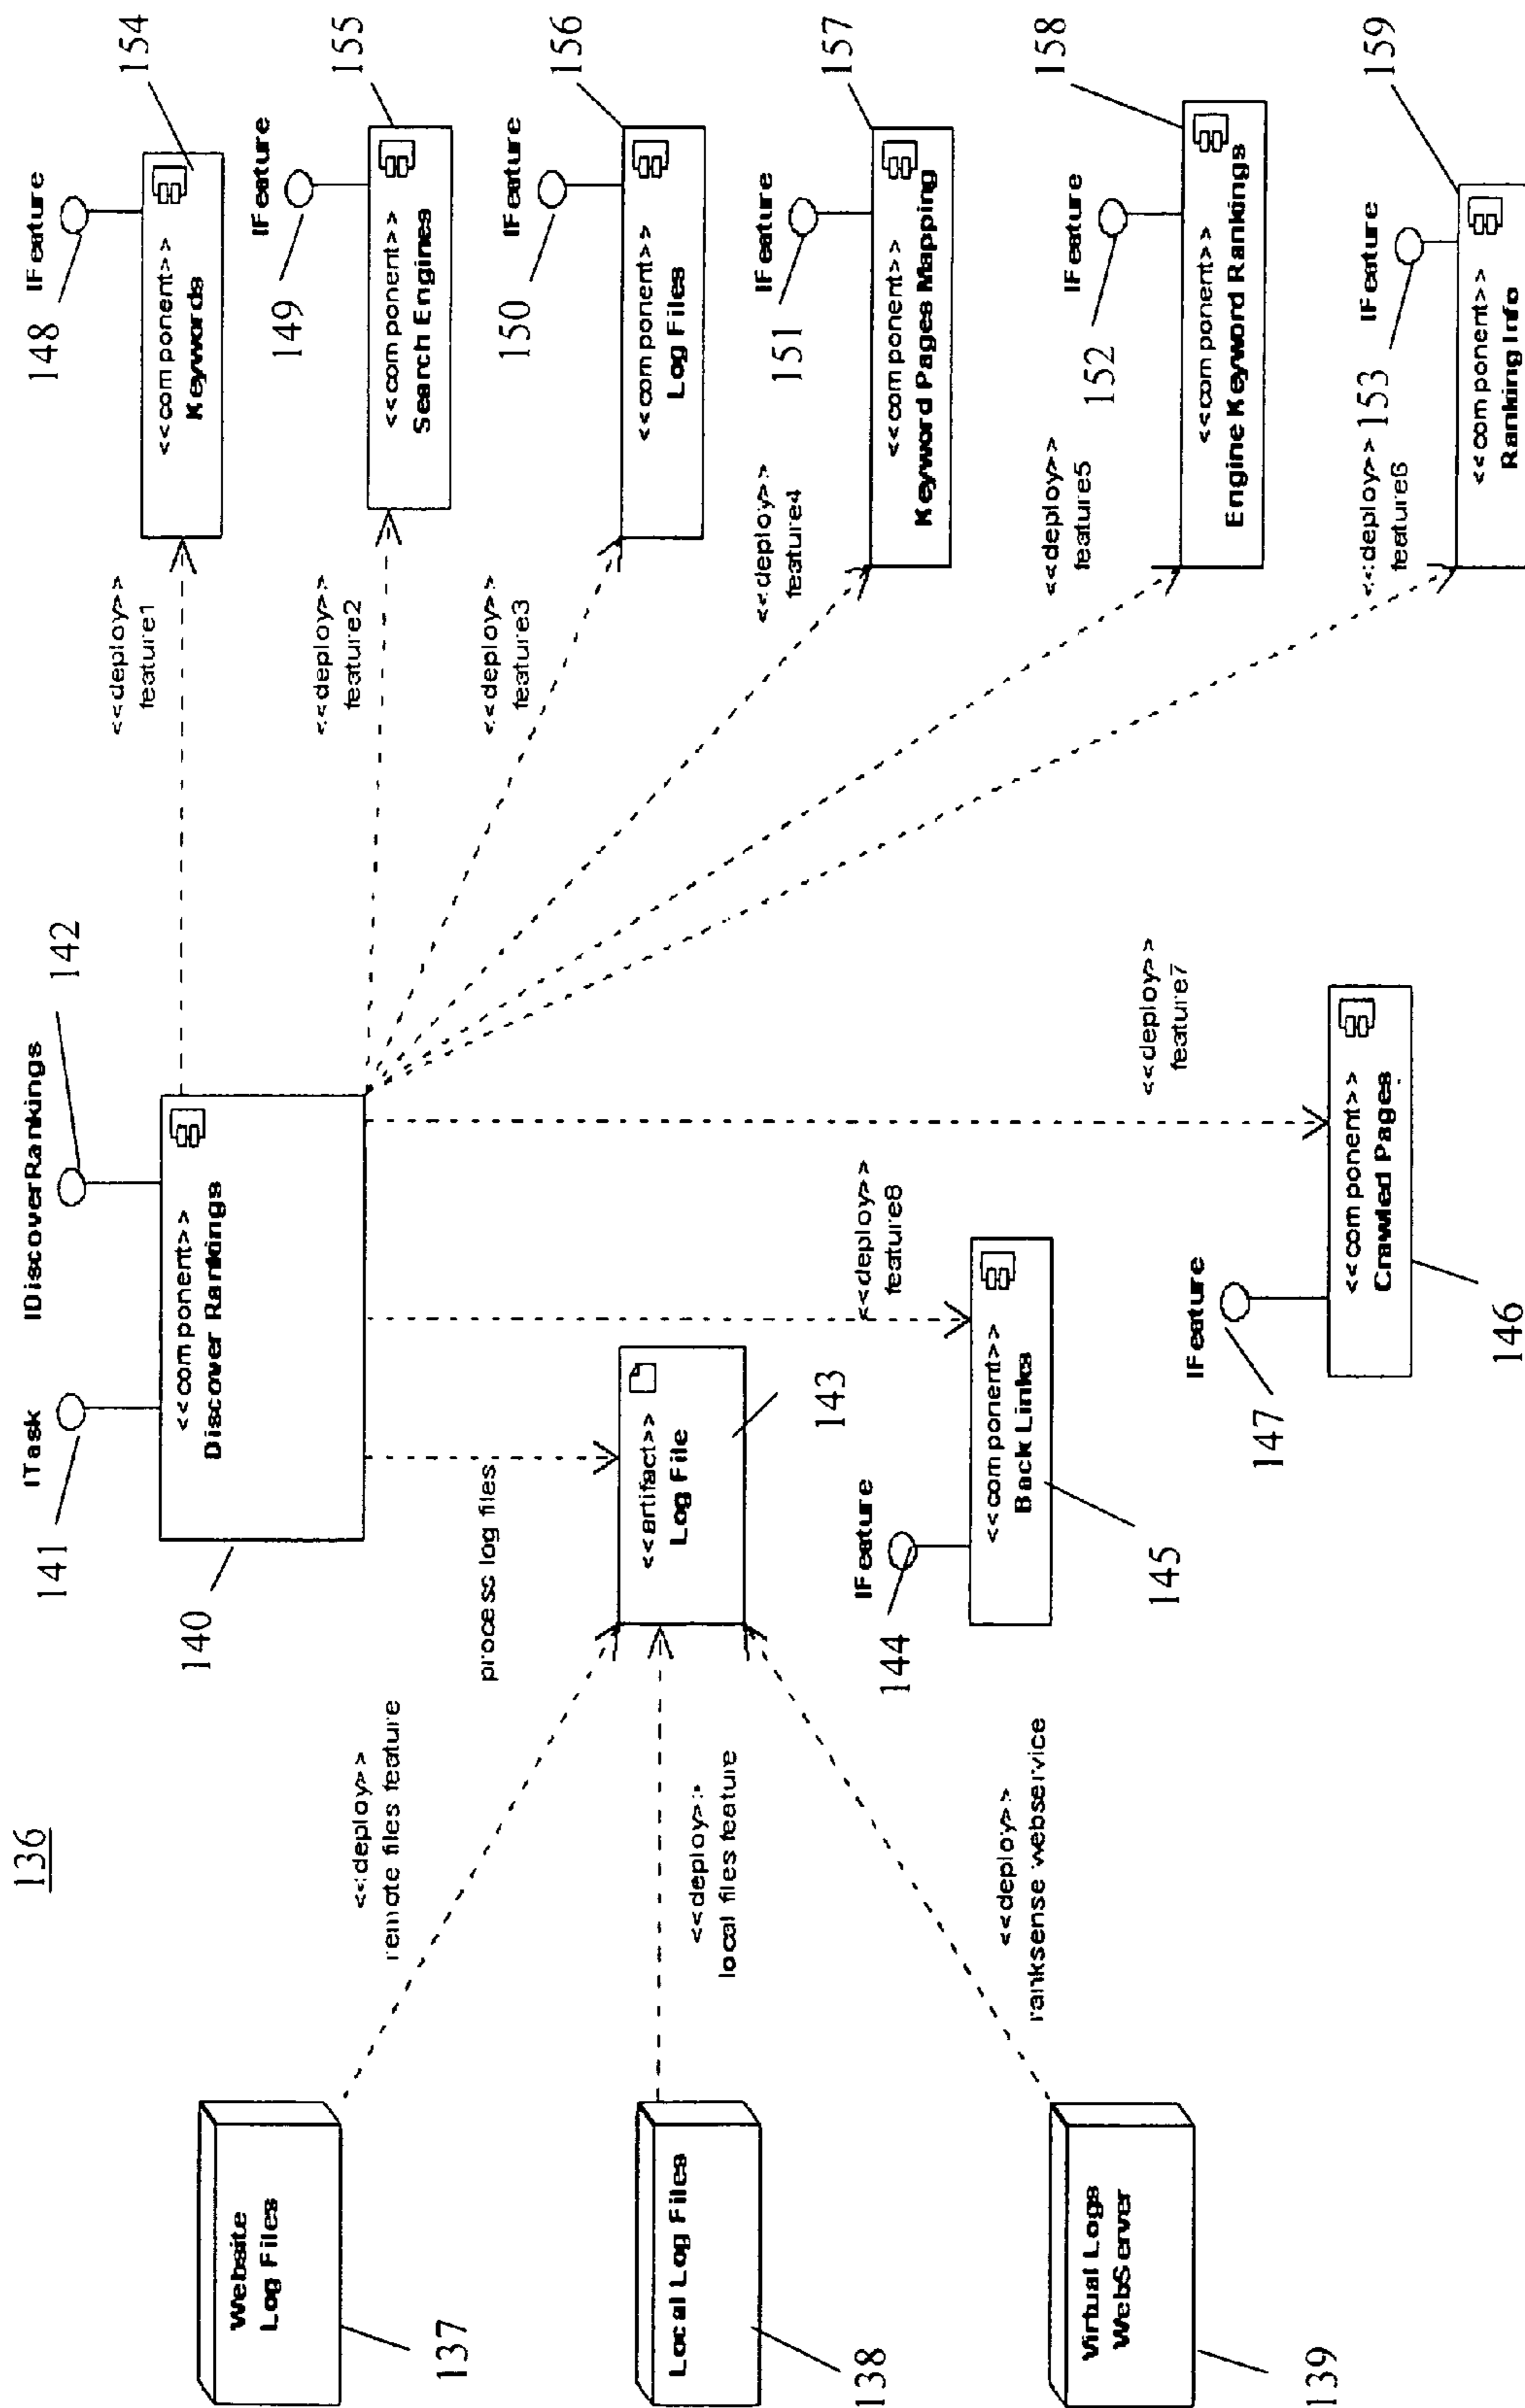 136
Website
Log Files
137
Local Log Files
138
Virtual Logs
WebServer
139
<<deploy>>
remote files feature
<<deploy>>
local files feature
<<deploy>>
ranksense webservice
ITask
141
IDiscoverRankings
142
<<component>>
Discover Rankings
140
process log files
<<artifact>>
Log File
143
<<deploy>>
feature8
IFeature
144
<<component>>
Back Links
145
<<deploy>>
feature7
IFeature
147
<<component>>
Crawled Pages
146
<<deploy>>
feature1
148
IFeature
<<component>>
Keywords
154
<<deploy>>
feature2
149
IFeature
<<component>>
Search Engines
155
<<deploy>>
feature3
150
IFeature
<<component>>
Log Files
156
<<deploy>>
feature4
151
IFeature
<<component>>
Keyword Pages Mapping
157
<<deploy>>
feature5
152
IFeature
<<component>>
Engine Keyword Rankings
158
<<deploy>>
feature6
153
IFeature
<<component>>
Ranking Info
159